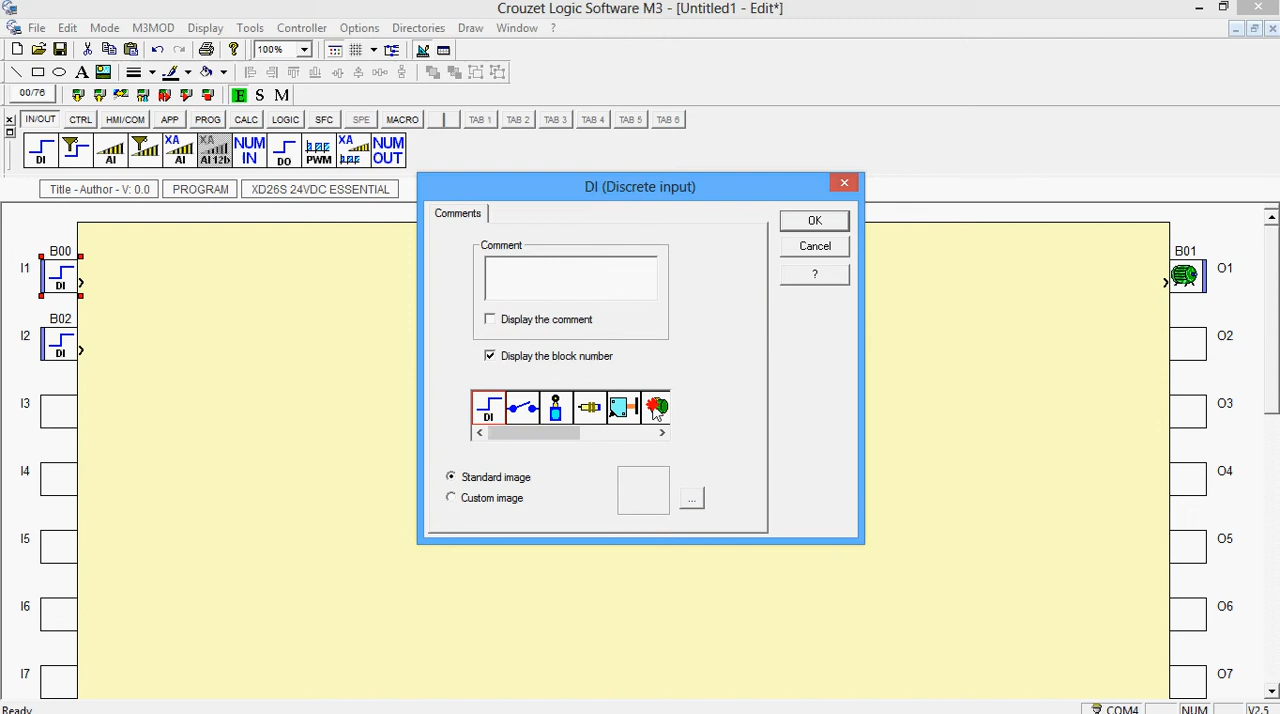 Crouzet Logic Software M3 - [Untitled1 - Edit*]
File Edit Mode M3MOD Display Tools Controller Options Directories Draw Window ?
100%
A
00/76 E S M
IN/OUT CTRL HMI/COM APP PROG CALC LOGIC SFC SPE MACRO TAB 1 TAB 2 TAB 3 TAB 4 TAB 5 TAB 6
DI AI XA AI XA AI 12b NUM IN DO PWM XA NUM OUT
Title - Author - V: 0.0 PROGRAM XD26S 24VDC ESSENTIAL
DI (Discrete input)
Comments
OK
Comment
Cancel
?
Display the comment
Display the block number
DI
Standard image
Custom image
...
B00
I1
DI
B02
I2
DI
I3
I4
I5
I6
I7
B01
O1
O2
O3
O4
O5
O6
O7
Ready COM4 NUM V2.5